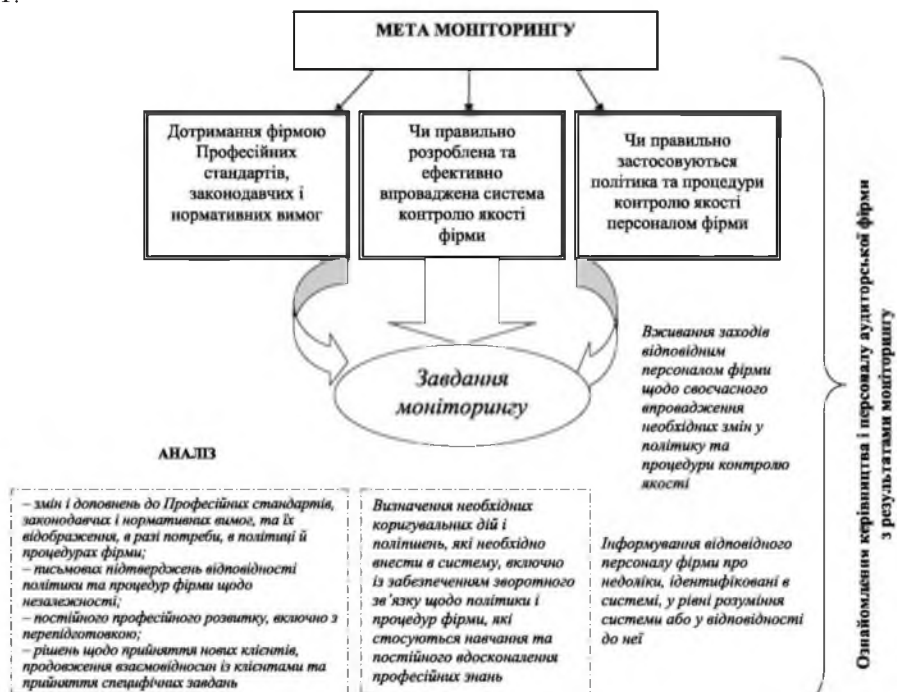 1.
МЕТА МОНІТОРИНГУ
Дотримання фірмою
Професійних
стандартів,
законодавчих і
нормативних вимог
Чи правильно
розроблена та
ефективно
впроваджена система
контролю якості
фірми
Чи правильно
застосовуються
політика та процедури
контролю якості
персоналом фірми
Завдання
моніторингу
Вживання заходів
відповідним
персоналом фірми
щодо своєчасного
впровадження
необхідних змін у
політику та
процедури контролю
якості
АНАЛІЗ
– змін і доповнень до Професійних стандартів,
законодавчих і нормативних вимог, та їх
відображення, в разі потреби, в політиці й
процедурах фірми;
– письмових підтверджень відповідності
політики та процедур фірми щодо
незалежності;
– постійного професійного розвитку, включно з
перепідготовкою;
– рішень щодо прийняття нових клієнтів,
продовження взаємовідносин із клієнтами та
прийняття специфічних завдань
Визначення необхідних
коригувальних дій і
поліпшень, які необхідно
внести в систему, включно
із забезпеченням зворотного
зв’язку щодо політики і
процедур фірми, які
стосуються навчання та
постійного вдосконалення
професійних знань
Інформування відповідного
персоналу фірми про
недоліки, ідентифіковані в
системі, у рівні розуміння
системи або у відповідності
до неї
Ознайомлення керівництва і персоналу аудиторської фірми
з результатами моніторингу